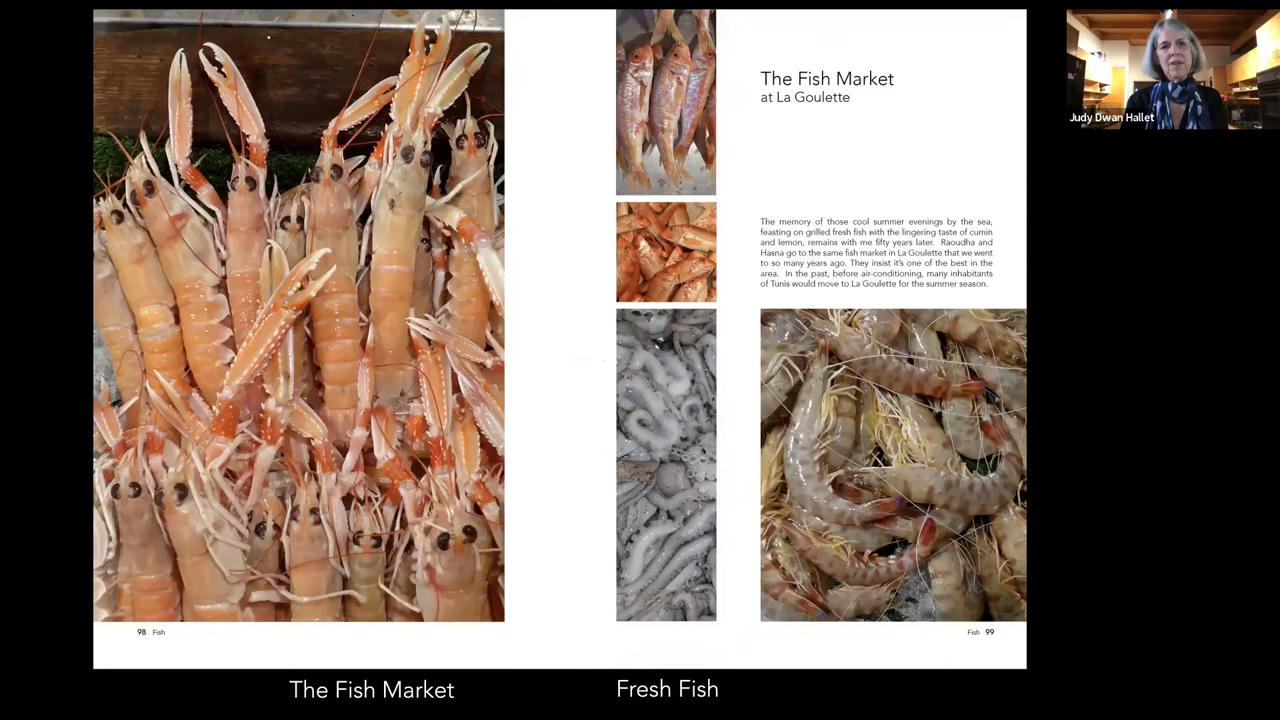 The Fish Market
at La Goulette
Judy Dwan Hallet
The memory of those cool summer evenings by the sea,
feasting on grilled fresh fish with the lingering taste of cumin
and lemon, remains with me fifty years later.  Raoudha and
Hasna go to the same fish market in La Goulette that we went
to so many years ago. They insist it's one of the best in the
area.  In the past, before air-conditioning, many inhabitants
of Tunis would move to La Goulette for the summer season.
98 Fish
Fish 99
The Fish Market
Fresh Fish